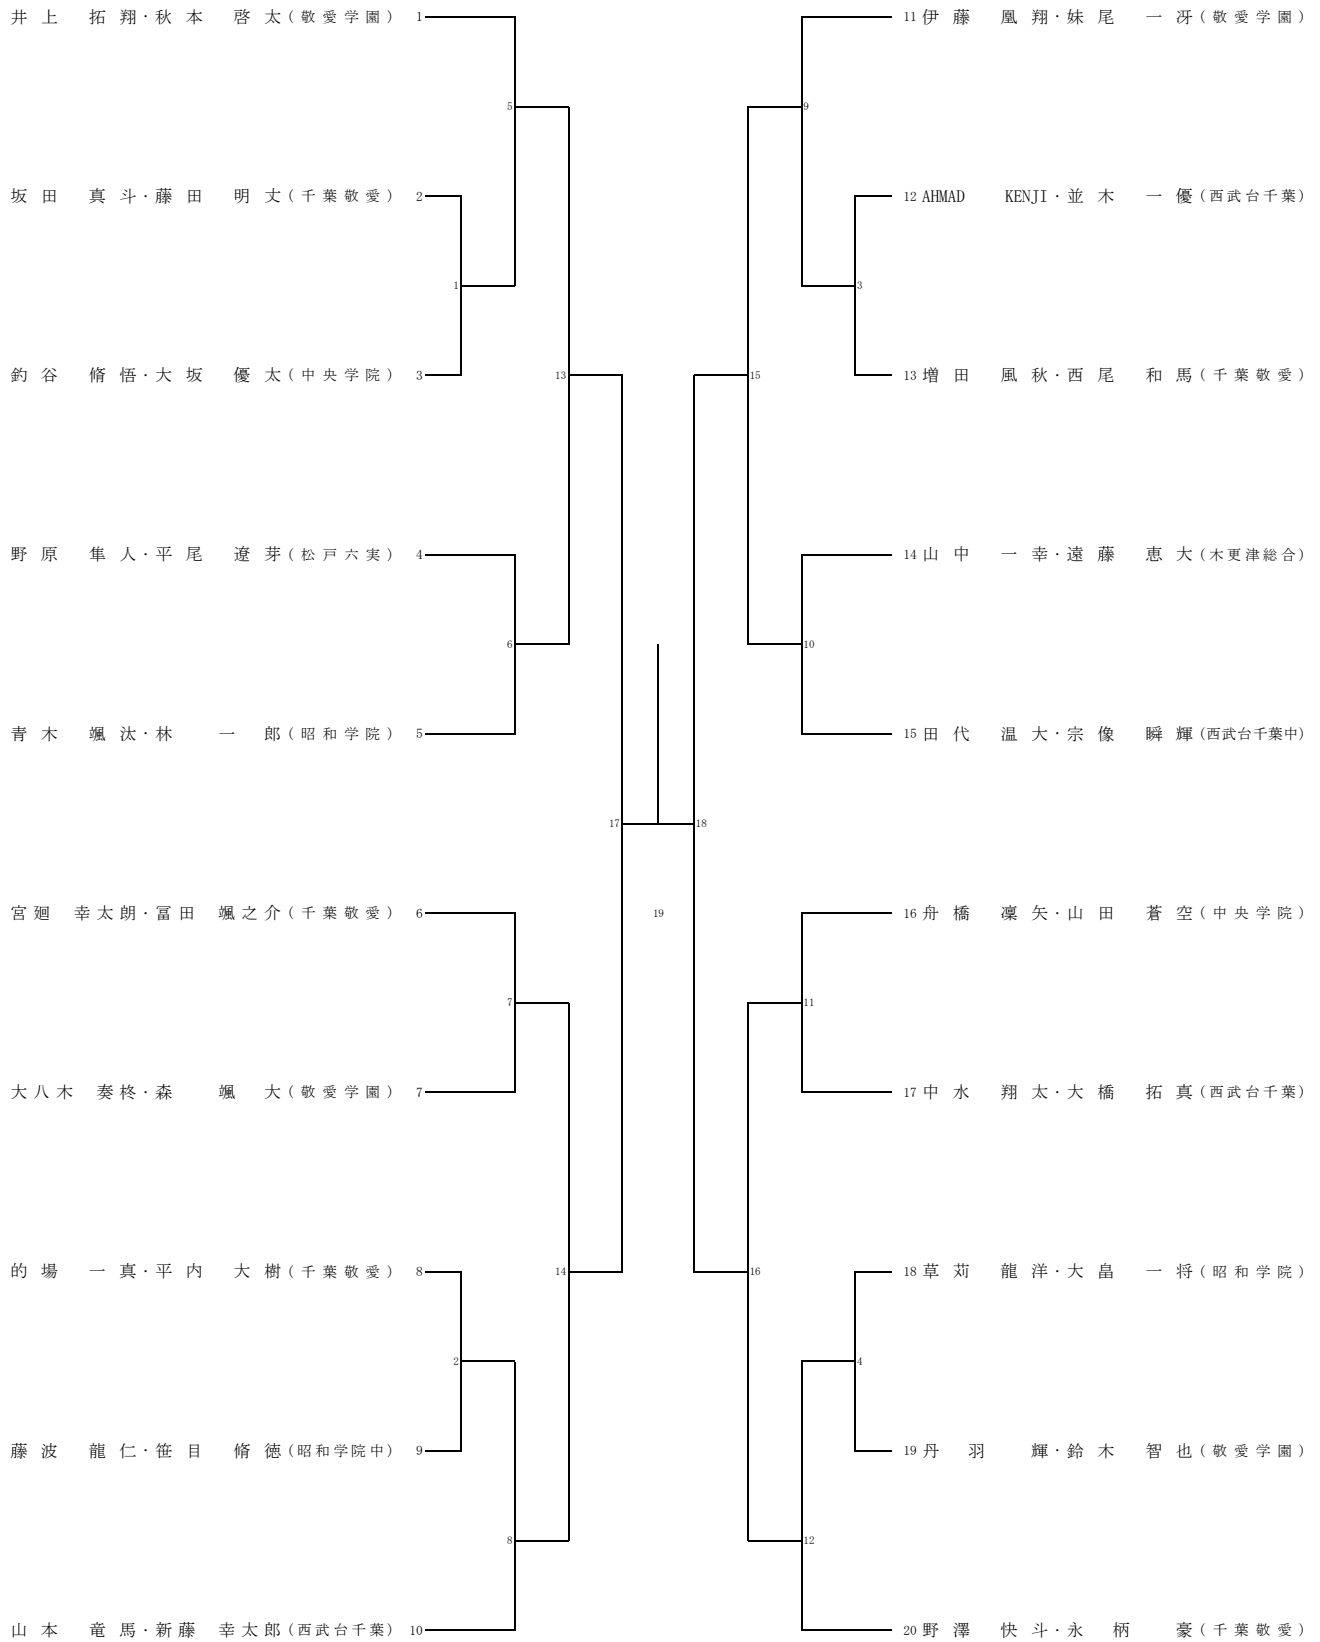 井上 拓翔・秋本 啓太(敬愛学園) 1
坂田 真斗・藤田 明丈(千葉敬愛) 2
釣谷 脩悟・大坂 優太(中央学院) 3
野原 隼人・平尾 遼芽(松戸六実) 4
青木 颯汰・林 一郎(昭和学院) 5
宮廻 幸太朗・冨田 颯之介(千葉敬愛) 6
大八木 奏柊・森 颯大(敬愛学園) 7
的場 一真・平内 大樹(千葉敬愛) 8
藤波 龍仁・笹目 脩徳(昭和学院中) 9
山本 竜馬・新藤 幸太郎(西武台千葉) 10
5
1
13
6
17
7
14
2
8
19
9
3
15
10
18
11
16
4
12
11 伊藤 凰翔・妹尾 一冴(敬愛学園)
12 AHMAD KENJI・並木 一優(西武台千葉)
13 増田 風秋・西尾 和馬(千葉敬愛)
14 山中 一幸・遠藤 恵大(木更津総合)
15 田代 温大・宗像 瞬輝(西武台千葉中)
16 舟橋 凜矢・山田 蒼空(中央学院)
17 中水 翔太・大橋 拓真(西武台千葉)
18 草苅 龍洋・大畠 一将(昭和学院)
19 丹羽 輝・鈴木 智也(敬愛学園)
20 野澤 快斗・永柄 豪(千葉敬愛)